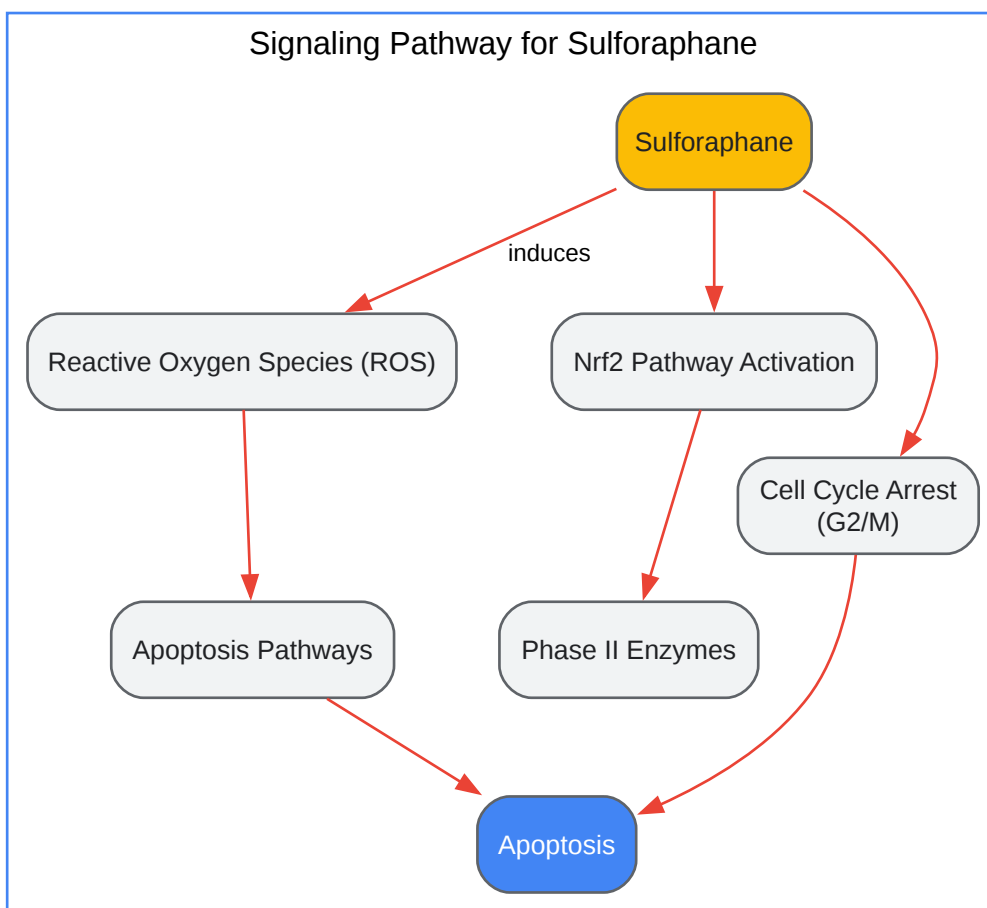 Signaling Pathway for Sulforaphane
Sulforaphane
induces
Reactive Oxygen Species (ROS)
Nrf2 Pathway Activation
Cell Cycle Arrest
(G2/M)
Apoptosis Pathways
Phase II Enzymes
Apoptosis